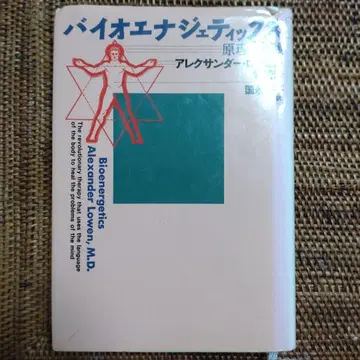 バイオエナジェティックス
原理
アレクサンダー・
国
Bioenergetics
Alexander Lowen, M.D.
The revolutionary therapy that uses the language
of the body to heal the problems of the mind